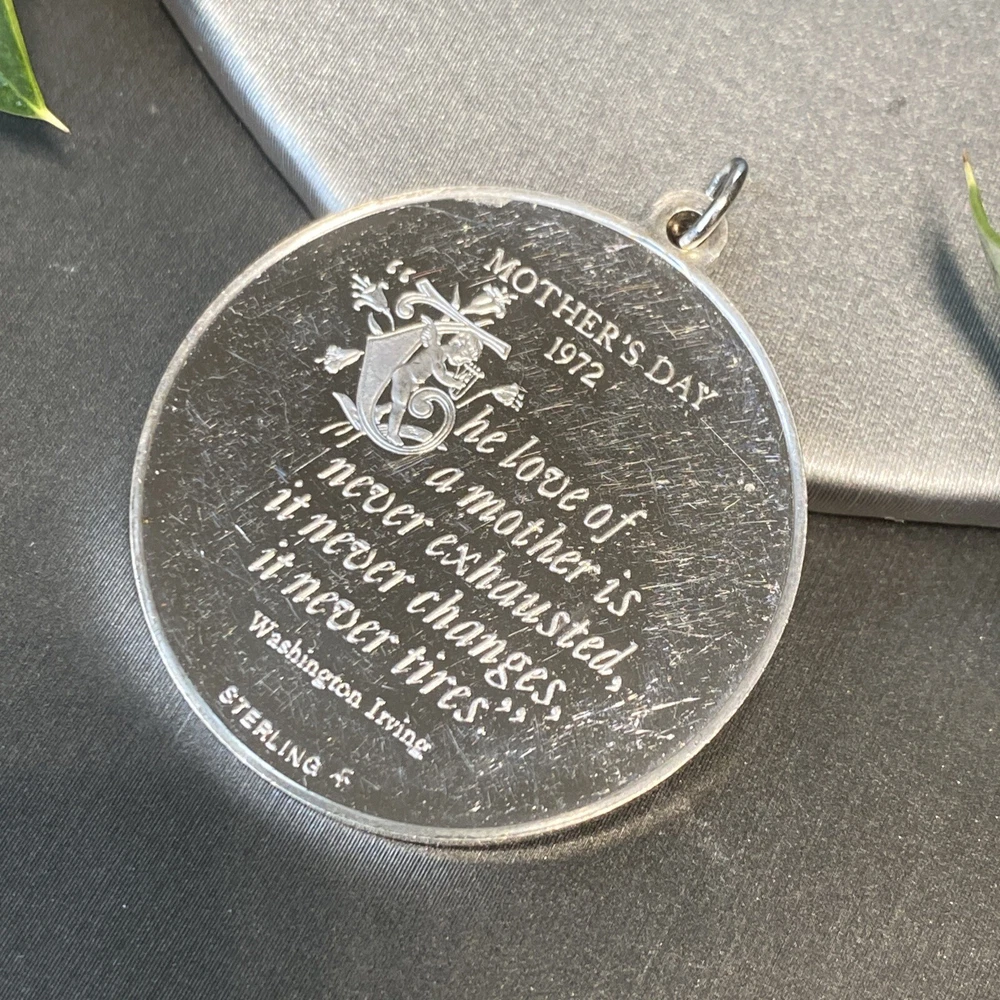 MOTHER'S DAY
1972
“The love of
a mother is
never exhausted,
it never changes,
it never tires”
Washington Irving
STERLING